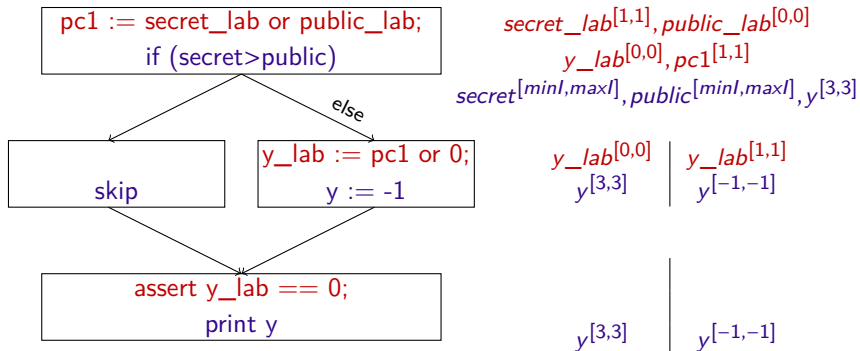 pc1 := secret_lab or public_lab;
if (secret>public)
secret_lab[1,1], public_lab[0,0]
y_lab[0,0], pc1[1,1]
secret[minI,maxI], public[minI,maxI], y[3,3]
else
skip
y_lab := pc1 or 0;
y := -1
y_lab[0,0] y_lab[1,1]
y[3,3] y[−1,−1]
assert y_lab == 0;
print y
y[3,3] y[−1,−1]